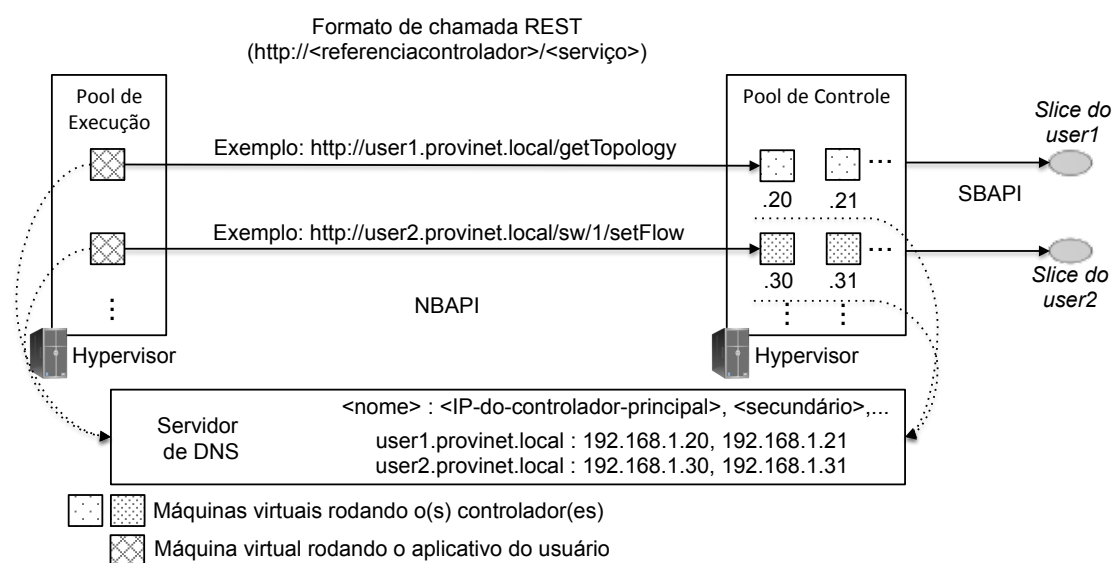 Formato de chamada REST
(http://<referenciacontrolador>/<serviço>)
Pool de
Execução
Pool de Controle
Slice do
user1
Exemplo: http://user1.provinet.local/getTopology
...
.20
.21
SBAPI
Exemplo: http://user2.provinet.local/sw/1/setFlow
...
.30
.31
Slice do
user2
NBAPI
Hypervisor
Hypervisor
Servidor
de DNS
<nome> : <IP-do-controlador-principal>, <secundário>,...
user1.provinet.local : 192.168.1.20, 192.168.1.21
user2.provinet.local : 192.168.1.30, 192.168.1.31
Máquinas virtuais rodando o(s) controlador(es)
Máquina virtual rodando o aplicativo do usuário